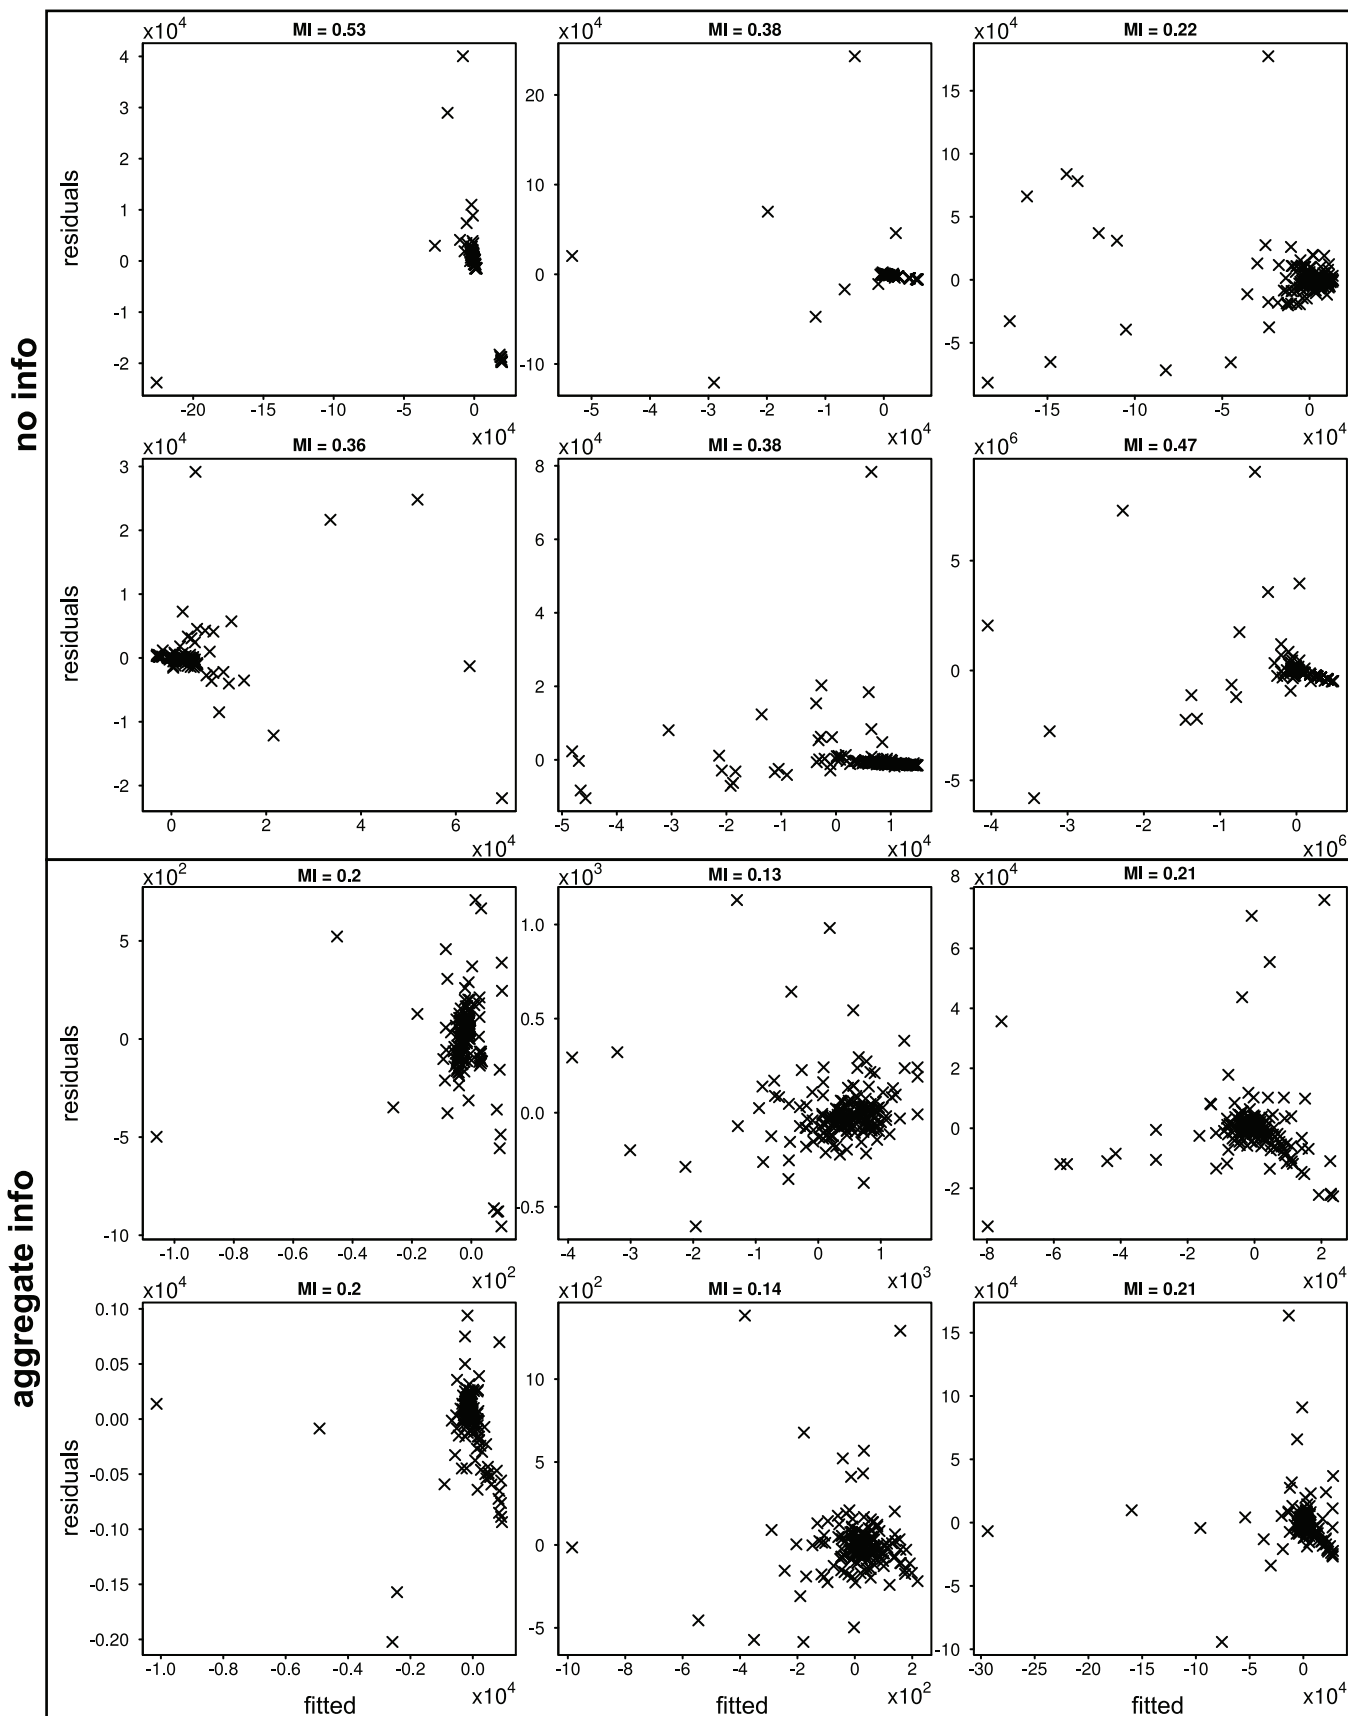 no info
x10^4
MI = 0.53
4
3
2
1
0
-1
-2
residuals
-20 -15 -10 -5 0
x10^4
x10^4
MI = 0.38
20
10
0
-10
-5 -4 -3 -2 -1 0
x10^4
x10^4
MI = 0.22
15
10
5
0
-5
-15 -10 -5 0
x10^4
x10^4
MI = 0.36
3
2
1
0
-1
-2
residuals
0 2 4 6
x10^4
x10^4
MI = 0.38
8
6
4
2
0
-5 -4 -3 -2 -1 0 1
x10^4
x10^6
MI = 0.47
5
0
-5
-4 -3 -2 -1 0
x10^6
aggregate info
x10^2
MI = 0.2
5
0
-5
-10
residuals
-1.0 -0.8 -0.6 -0.4 -0.2 0.0
x10^2
x10^3
MI = 0.13
1.0
0.5
0.0
-0.5
-4 -3 -2 -1 0 1
x10^3
x10^4
MI = 0.21
8
6
4
2
0
-2
-8 -6 -4 -2 0 2
x10^4
x10^4
MI = 0.2
0.10
0.05
0.00
-0.05
-0.10
-0.15
-0.20
residuals
-1.0 -0.8 -0.6 -0.4 -0.2 0.0
x10^4
fitted
x10^2
MI = 0.14
10
5
0
-5
-10 -8 -6 -4 -2 0 2
x10^2
fitted
x10^4
MI = 0.21
15
10
5
0
-5
-10
-30 -25 -20 -15 -10 -5 0
x10^4
fitted